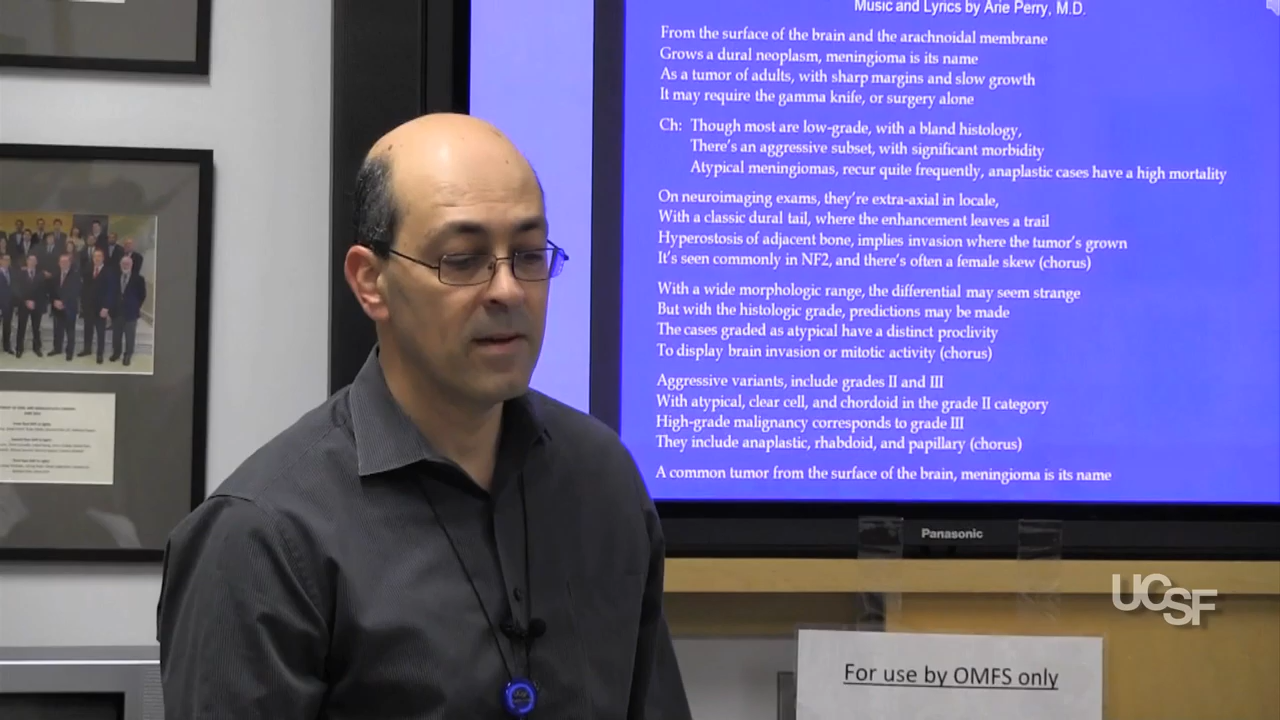 Music and Lyrics by Arie Perry, M.D.
From the surface of the brain and the arachnoidal membrane
Grows a dural neoplasm, meningioma is its name
As a tumor of adults, with sharp margins and slow growth
It may require the gamma knife, or surgery alone
Ch: Though most are low-grade, with a bland histology,
There's an aggressive subset, with significant morbidity
Atypical meningiomas, recur quite frequently, anaplastic cases have a high mortality
On neuroimaging exams, they're extra-axial in locale,
With a classic dural tail, where the enhancement leaves a trail
Hyperostosis of adjacent bone, implies invasion where the tumor's grown
It's seen commonly in NF2, and there's often a female skew (chorus)
With a wide morphologic range, the differential may seem strange
But with the histologic grade, predictions may be made
The cases graded as atypical have a distinct proclivity
To display brain invasion or mitotic activity (chorus)
Aggressive variants, include grades II and III
With atypical, clear cell, and chordoid in the grade II category
High-grade malignancy corresponds to grade III
They include anaplastic, rhabdoid, and papillary (chorus)
A common tumor from the surface of the brain, meningioma is its name
Panasonic
UCSF
For use by OMFS only